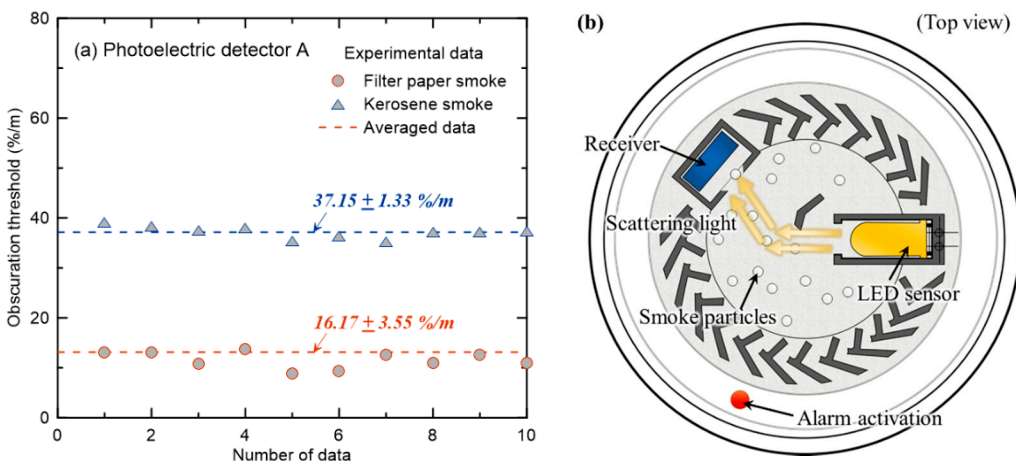 (a) Photoelectric detector A
Experimental data
Filter paper smoke
Kerosene smoke
Averaged data
37.15 ± 1.33 %/m
16.17 ± 3.55 %/m
Obscuration threshold (%/m)
80
60
40
20
0
0
2
4
6
8
10
Number of data
(b)
(Top view)
Receiver
Scattering light
LED sensor
Smoke particles
Alarm activation